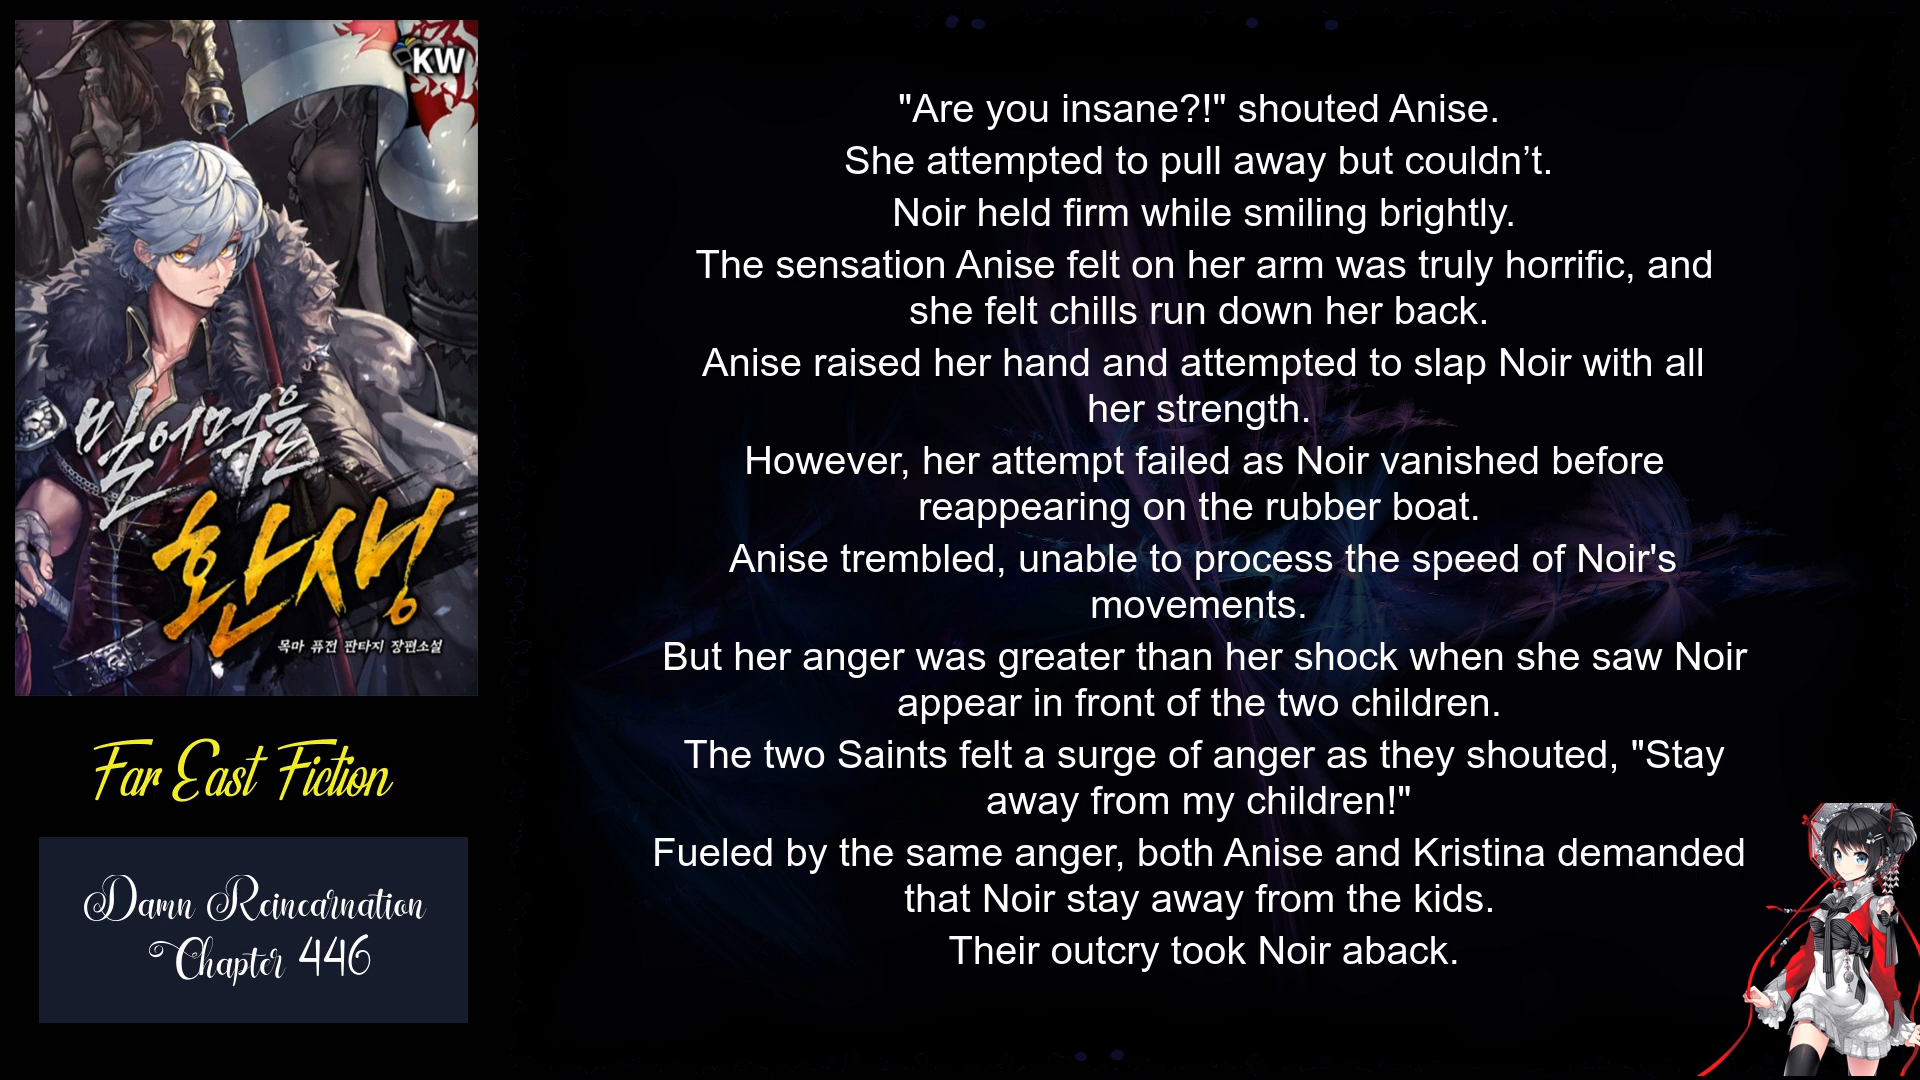 KW
빌어먹을
환생
목마 퓨전 판타지 장편소설
Far East Fiction
Damn Reincarnation
Chapter 446
"Are you insane?!" shouted Anise.
She attempted to pull away but couldn’t.
Noir held firm while smiling brightly.
The sensation Anise felt on her arm was truly horrific, and
she felt chills run down her back.
Anise raised her hand and attempted to slap Noir with all
her strength.
However, her attempt failed as Noir vanished before
reappearing on the rubber boat.
Anise trembled, unable to process the speed of Noir's
movements.
But her anger was greater than her shock when she saw Noir
appear in front of the two children.
The two Saints felt a surge of anger as they shouted, "Stay
away from my children!"
Fueled by the same anger, both Anise and Kristina demanded
that Noir stay away from the kids.
Their outcry took Noir aback.